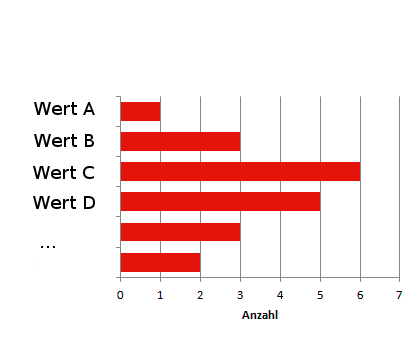 Wert A
Wert B
Wert C
Wert D
...
0 1 2 3 4 5 6 7
Anzahl